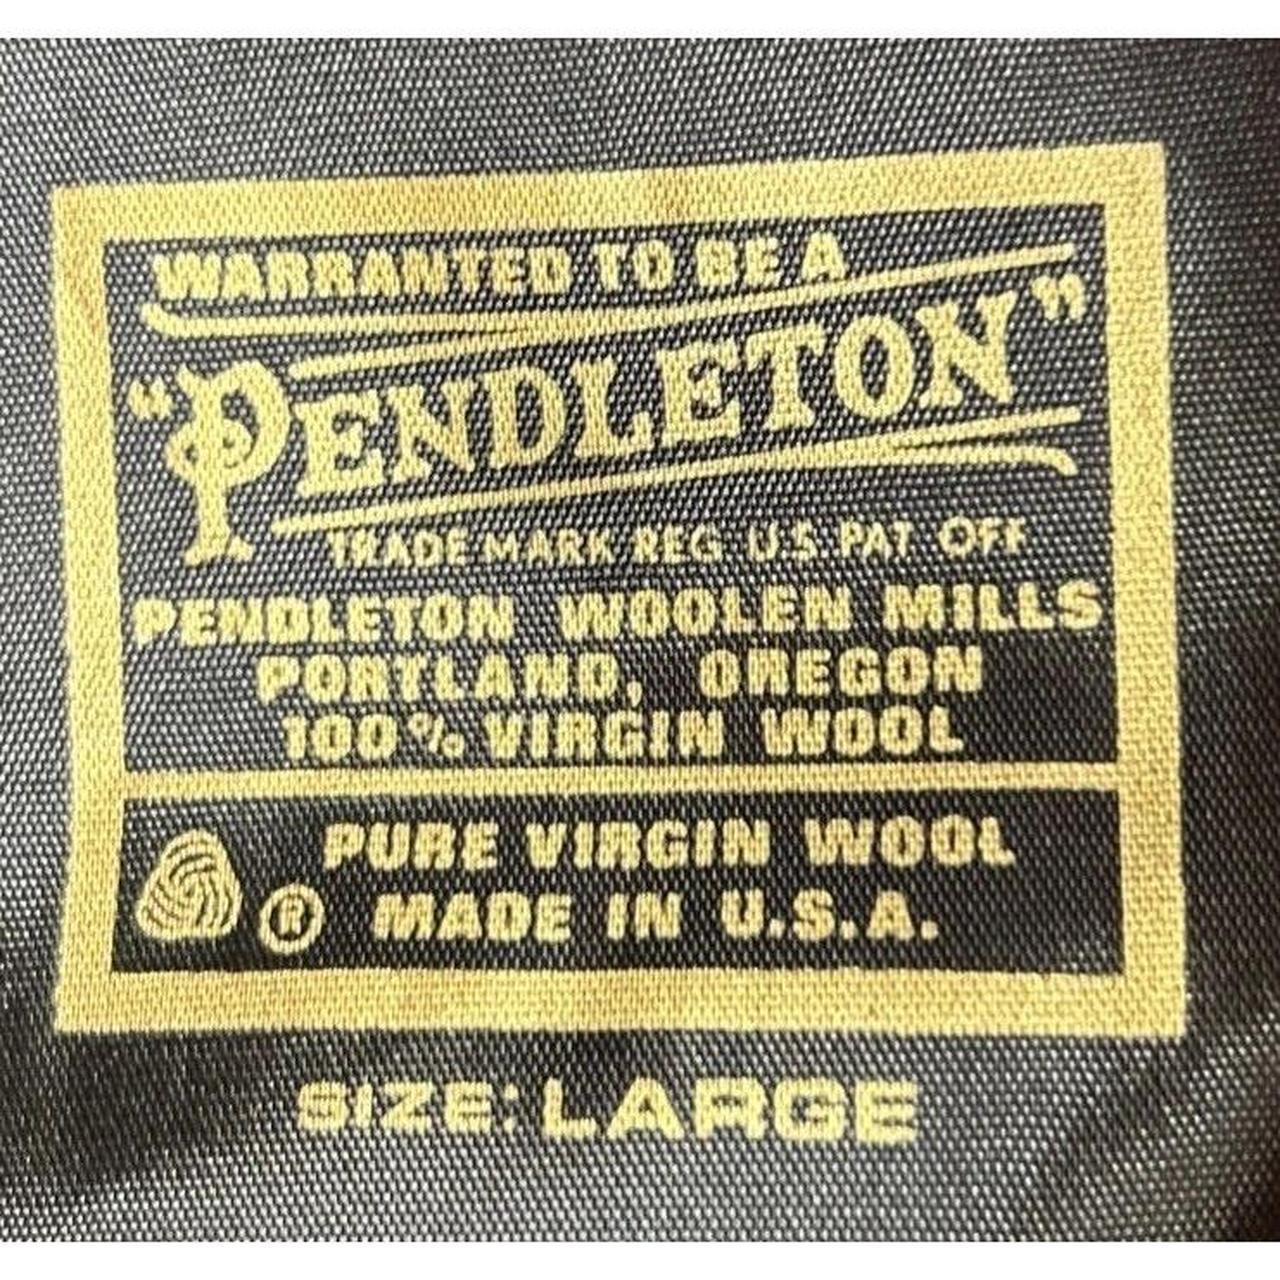 WARRANTED TO BE A
"PENDLETON"
TRADE MARK REG. U.S. PAT. OFF.
PENDLETON WOOLEN MILLS
PORTLAND, OREGON
100% VIRGIN WOOL
PURE VIRGIN WOOL
® MADE IN U.S.A.
SIZE: LARGE